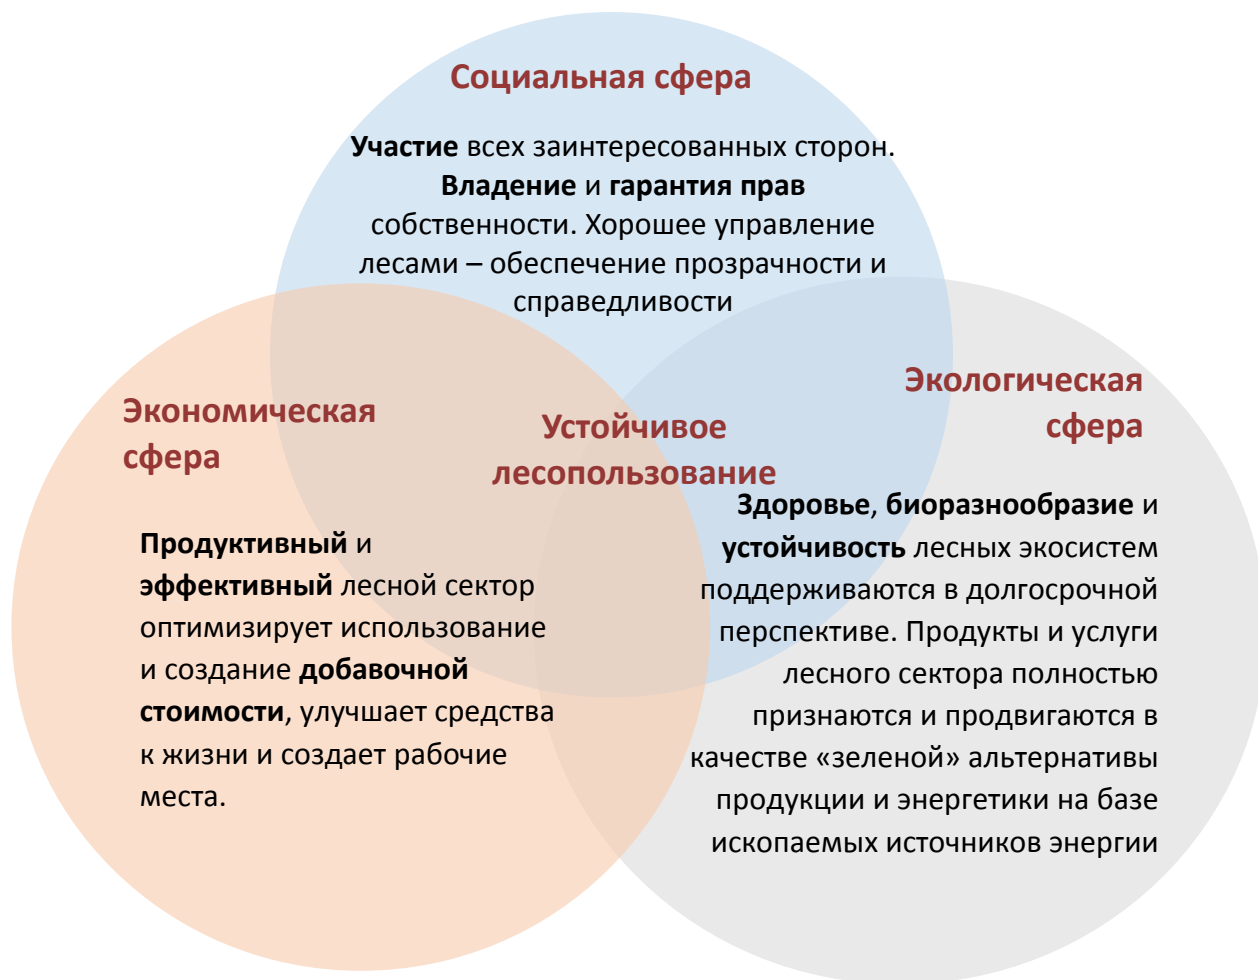 Социальная сфера
Участие всех заинтересованных сторон.
Владение и гарантия прав
собственности. Хорошее управление
лесами – обеспечение прозрачности и
справедливости
Экономическая
сфера
Продуктивный и
эффективный лесной сектор
оптимизирует использование
и создание добавочной
стоимости, улучшает средства
к жизни и создает рабочие
места.
Устойчивое
лесопользование
Экологическая
сфера
Здоровье, биоразнообразие и
устойчивость лесных экосистем
поддерживаются в долгосрочной
перспективе. Продукты и услуги
лесного сектора полностью
признаются и продвигаются в
качестве «зеленой» альтернативы
продукции и энергетики на базе
ископаемых источников энергии